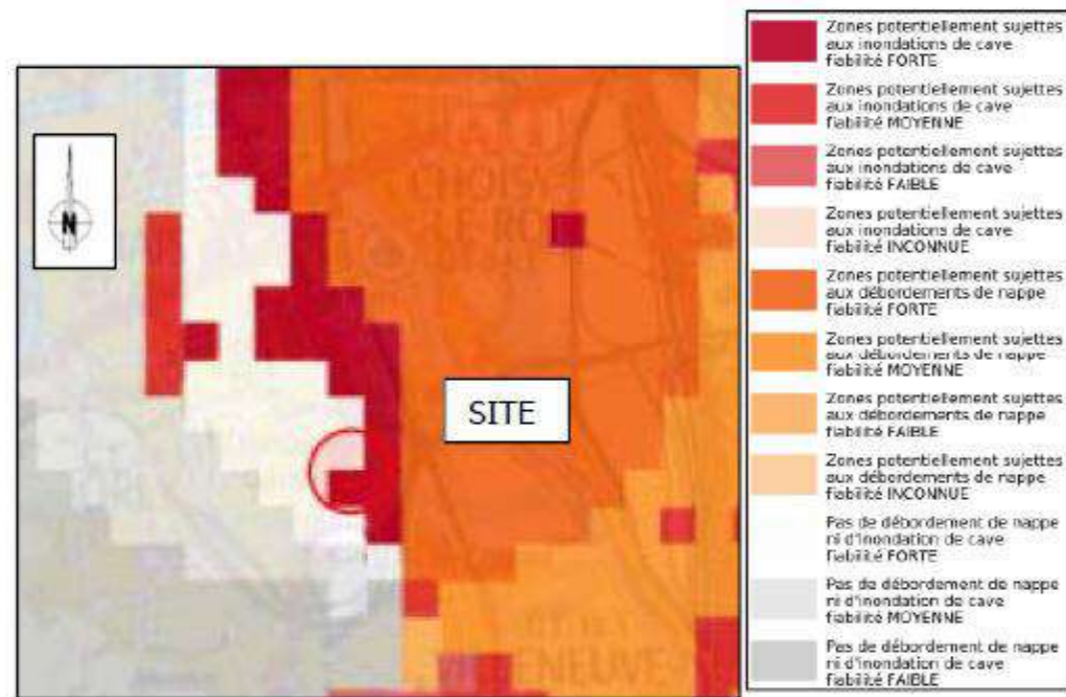 N
CHOISY
LE RO
SITE
ENEUVE
Zones potentiellement sujettes
aux inondations de cave
fiabilité FORTE
Zones potentiellement sujettes
aux inondations de cave
fiabilité MOYENNE
Zones potentiellement sujettes
aux inondations de cave
fiabilité FAIBLE
Zones potentiellement sujettes
aux inondations de cave
fiabilité INCONNUE
Zones potentiellement sujettes
aux débordements de nappe
fiabilité FORTE
Zones potentiellement sujettes
aux débordements de nappe
fiabilité MOYENNE
Zones potentiellement sujettes
aux débordements de nappe
fiabilité FAIBLE
Zones potentiellement sujettes
aux débordements de nappe
fiabilité INCONNUE
Pas de débordement de nappe
ni d'inondation de cave
fiabilité FORTE
Pas de débordement de nappe
ni d'inondation de cave
fiabilité MOYENNE
Pas de débordement de nappe
ni d'inondation de cave
fiabilité FAIBLE